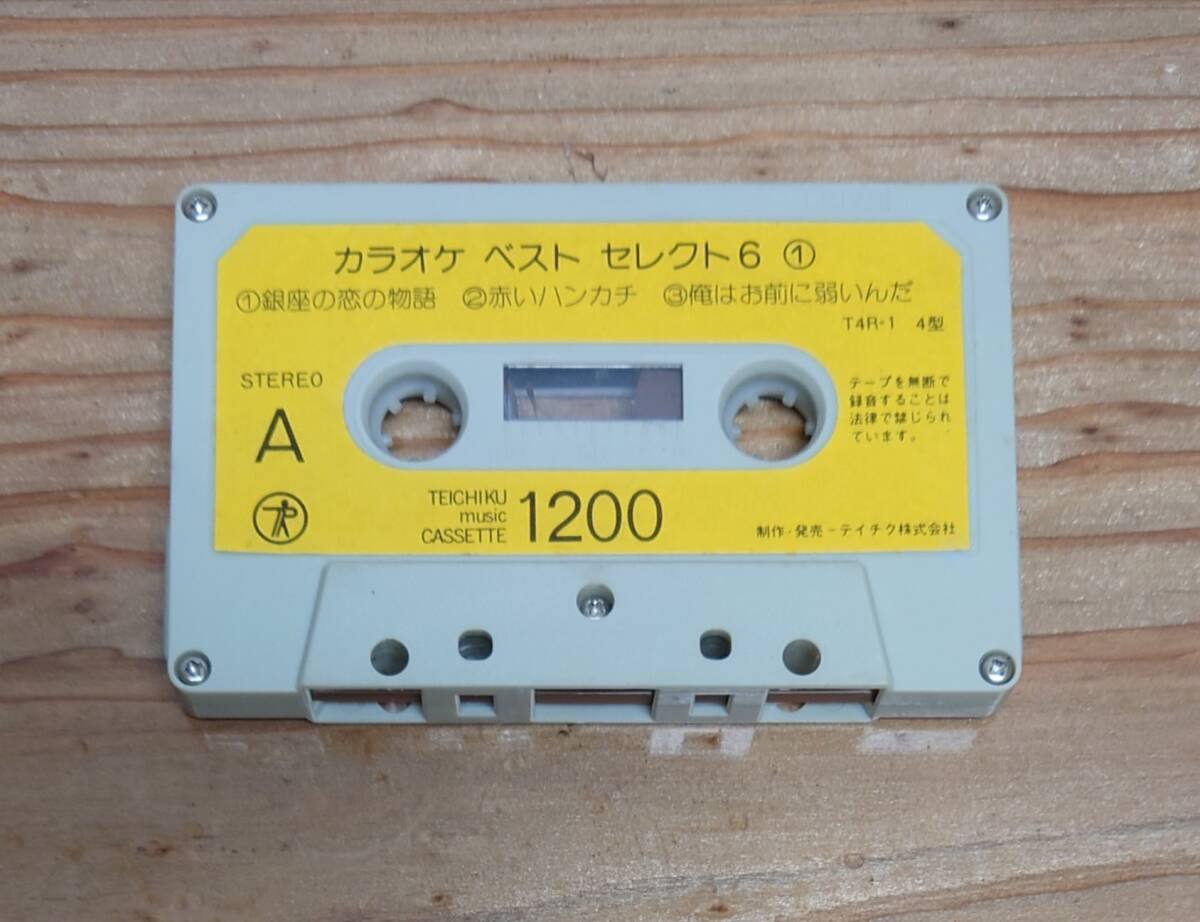 カラオケ ベスト セレクト6 ①
①銀座の恋の物語 ②赤いハンカチ ③俺はお前に弱いんだ
T4R-1 4型
STEREO
A
テープを無断で
録音することは
法律で禁じられ
ています。
TEICHIKU
music
CASSETTE
1200
制作・発売-テイチク株式会社